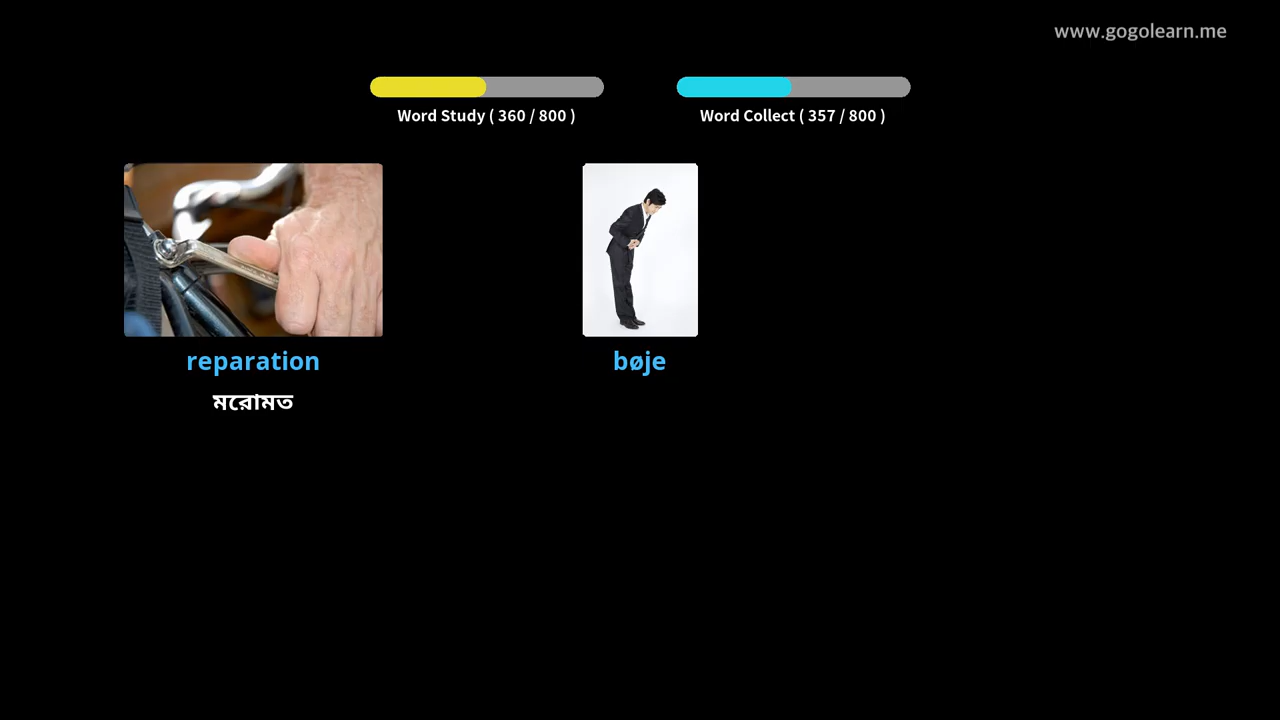 www.gogolearn.me
Word Study ( 360 / 800 )
Word Collect ( 357 / 800 )
reparation
মেরামত
bøje